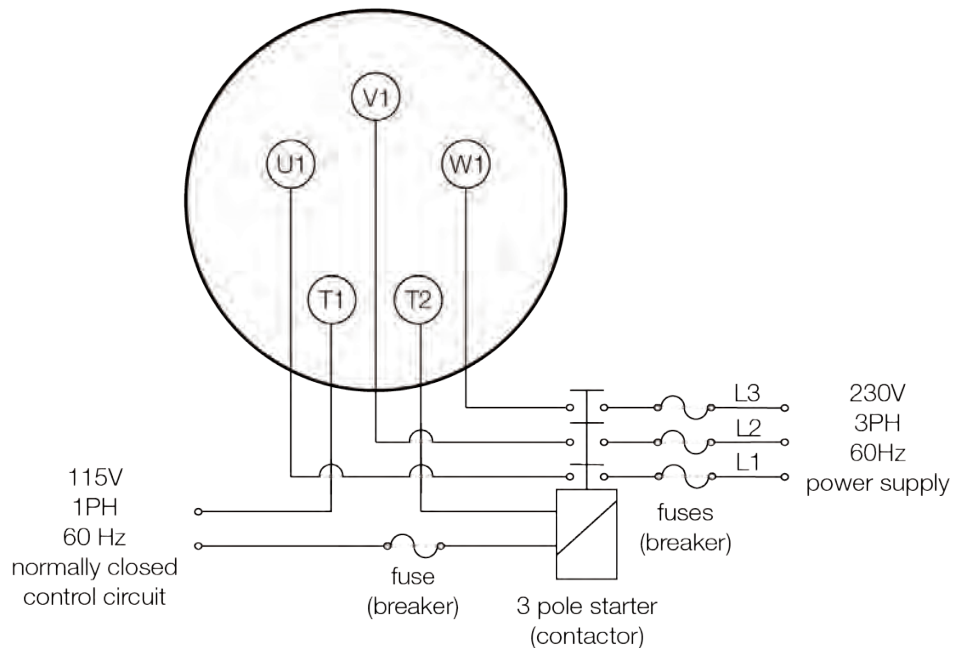 V1
U1
W1
T1
T2
L3
L2
L1
230V
3PH
60Hz
power supply
115V
1PH
60 Hz
normally closed
control circuit
fuse
(breaker)
fuses
(breaker)
3 pole starter
(contactor)